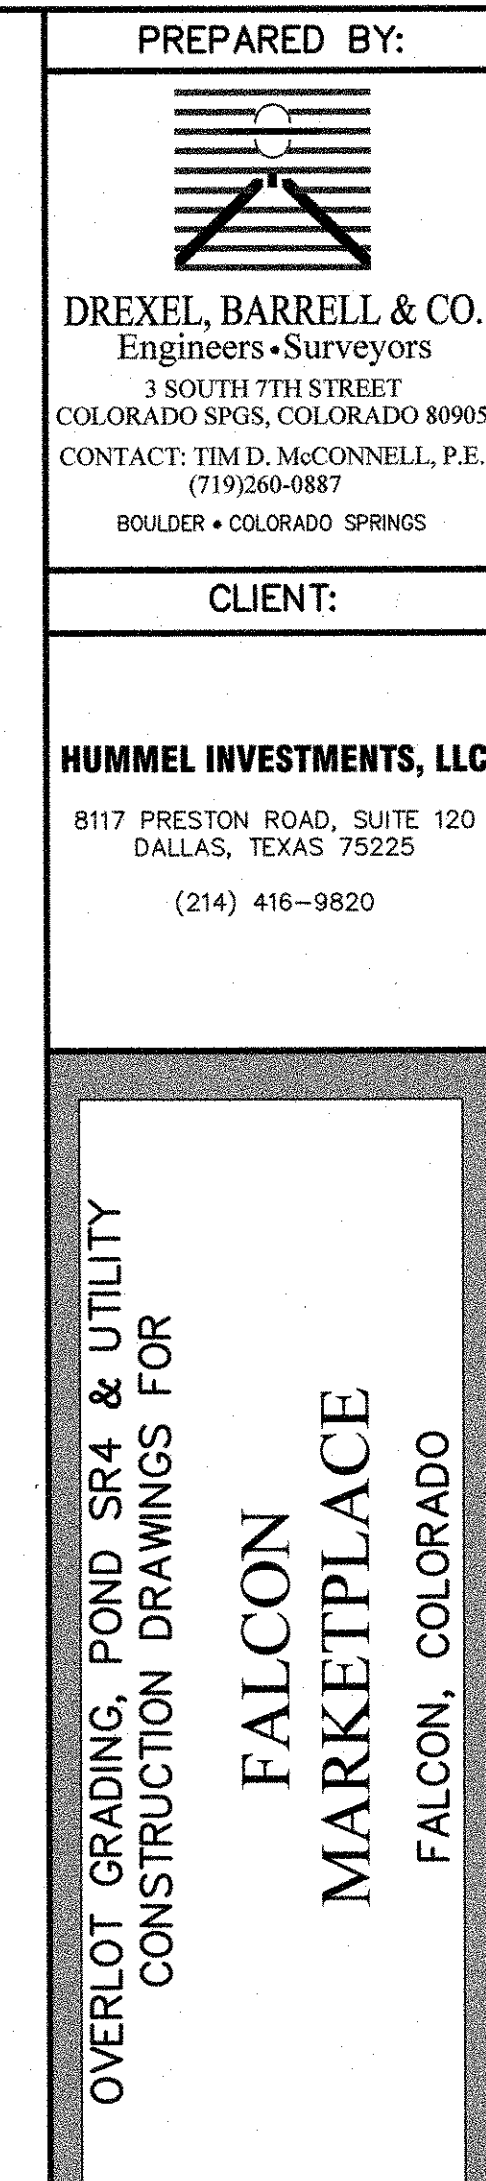 PREPARED BY:
DREXEL, BARRELL & CO.
Engineers • Surveyors
3 SOUTH 7TH STREET
COLORADO SPGS, COLORADO 80905
CONTACT: TIM D. McCONNELL, P.E.
(719)260-0887
BOULDER • COLORADO SPRINGS
CLIENT:
HUMMEL INVESTMENTS, LLC
8117 PRESTON ROAD, SUITE 120
DALLAS, TEXAS 75225
(214) 416-9820
OVERLOT GRADING, POND SR4 & UTILITY
CONSTRUCTION DRAWINGS FOR
FALCON
MARKETPLACE
FALCON, COLORADO